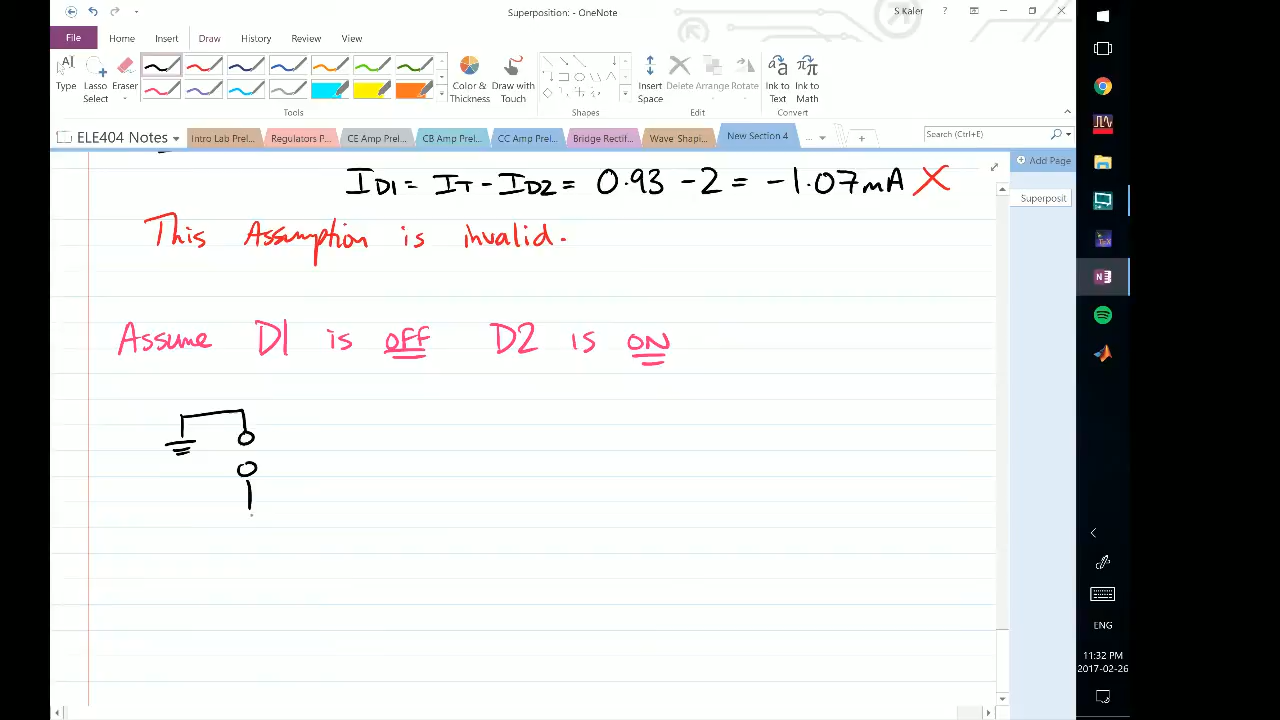 Superposition: - OneNote
S Kaler
File Home Insert Draw History Review View
Type
Lasso Select
Eraser
Color & Thickness
Draw with Touch
Insert Space
Delete
Arrange
Rotate
Ink to Text
Ink to Math
Tools
Shapes
Edit
Convert
ELE404 Notes
Intro Lab Prel...
Regulators P...
CE Amp Prel...
CB Amp Prel...
CC Amp Prel...
Bridge Rectif...
Wave Shapi...
New Section 4
Search (Ctrl+E)
Add Page
Superposit
ID1 = IT - ID2 = 0.93 - 2 = -1.07mA X
This Assumption is invalid.
Assume D1 is OFF D2 is ON
ENG
11:32 PM
2017-02-26